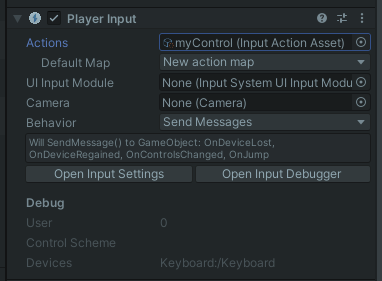 Player Input
Actions myControl (Input Action Asset)
Default Map New action map
UI Input Module None (Input System UI Input Modu
Camera None (Camera)
Behavior Send Messages
Will SendMessage() to GameObject: OnDeviceLost,
OnDeviceRegained, OnControlsChanged, OnJump
Open Input Settings Open Input Debugger
Debug
User 0
Control Scheme
Devices Keyboard:/Keyboard